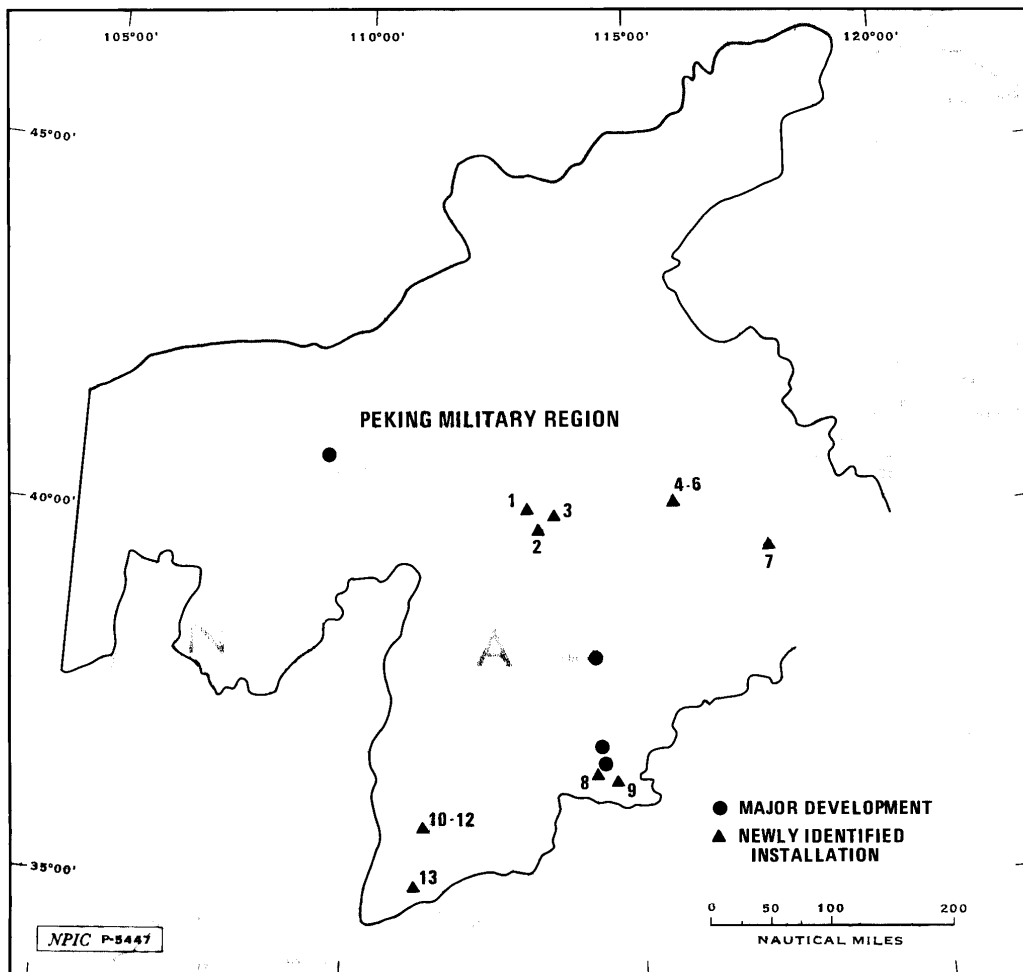 105°00'
110°00'
115°00'
120°00'
45°00'
PEKING MILITARY REGION
40°00'
1
3
2
4-6
7
N
A
8
9
10-12
35°00'
13
● MAJOR DEVELOPMENT
▲ NEWLY IDENTIFIED
INSTALLATION
0 50 100 200
NAUTICAL MILES
NPIC P-5447